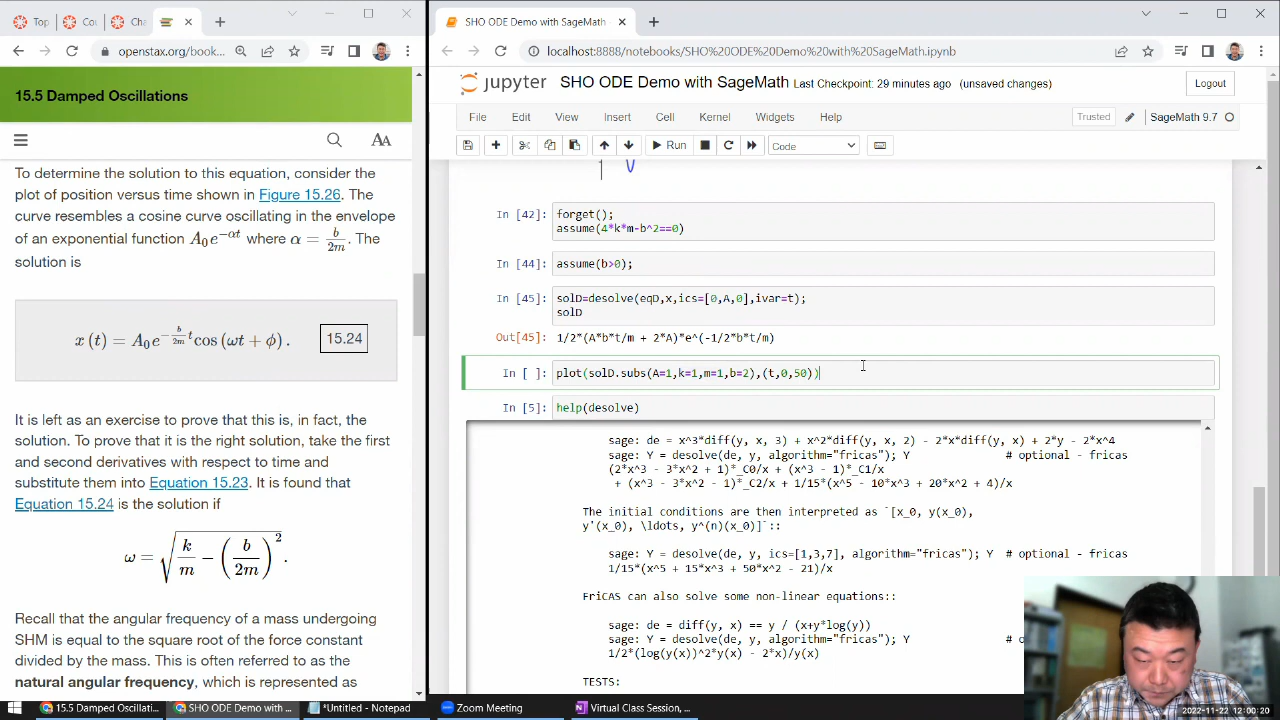 Top
Cou
Cha
openstax.org/book...
15.5 Damped Oscillations
AA
To determine the solution to this equation, consider the
plot of position versus time shown in Figure 15.26. The
curve resembles a cosine curve oscillating in the envelope
of an exponential function A₀e^−αt where α = b/2m. The
solution is
x (t) = A₀e^−(b/2m)t cos (ωt + ϕ) . 15.24
It is left as an exercise to prove that this is, in fact, the
solution. To prove that it is the right solution, take the first
and second derivatives with respect to time and
substitute them into Equation 15.23. It is found that
Equation 15.24 is the solution if
ω = √(k/m − (b/2m)²).
Recall that the angular frequency of a mass undergoing
SHM is equal to the square root of the force constant
divided by the mass. This is often referred to as the
natural angular frequency, which is represented as
SHO ODE Demo with SageMath
localhost:8888/notebooks/SHO%20ODE%20Demo%20with%20SageMath.ipynb
jupyter SHO ODE Demo with SageMath Last Checkpoint: 29 minutes ago (unsaved changes) Logout
File Edit View Insert Cell Kernel Widgets Help Trusted SageMath 9.7
Run Code
In [42]: forget();
assume(4*k*m-b^2==0)
In [44]: assume(b>0);
In [45]: solD=desolve(eqD,x,ics=[0,A,0],ivar=t);
solD
Out[45]: 1/2*(A*b*t/m + 2*A)*e^(-1/2*b*t/m)
In [ ]: plot(solD.subs(A=1,k=1,m=1,b=2),(t,0,50))
In [5]: help(desolve)
sage: de = x^3*diff(y, x, 3) + x^2*diff(y, x, 2) - 2*x*diff(y, x) + 2*y - 2*x^4
sage: Y = desolve(de, y, algorithm="fricas"); Y # optional - fricas
(2*x^3 - 3*x^2 + 1)*_C0/x + (x^3 - 1)*_C1/x
+ (x^3 - 3*x^2 - 1)*_C2/x + 1/15*(x^5 - 10*x^3 + 20*x^2 + 4)/x
The initial conditions are then interpreted as `[x_0, y(x_0),
y'(x_0), \ldots, y^(n)(x_0)]`::
sage: Y = desolve(de, y, ics=[1,3,7], algorithm="fricas"); Y # optional - fricas
1/15*(x^5 + 15*x^3 + 50*x^2 - 21)/x
FriCAS can also solve some non-linear equations::
sage: de = diff(y, x) == y / (x+y*log(y))
sage: Y = desolve(de, y, algorithm="fricas"); Y # o
1/2*(log(y(x))^2*y(x) - 2*x)/y(x)
TESTS:
15.5 Damped Oscillati...
SHO ODE Demo with...
*Untitled - Notepad
Zoom Meeting
Virtual Class Session, ...
2022-11-22 12:00:20